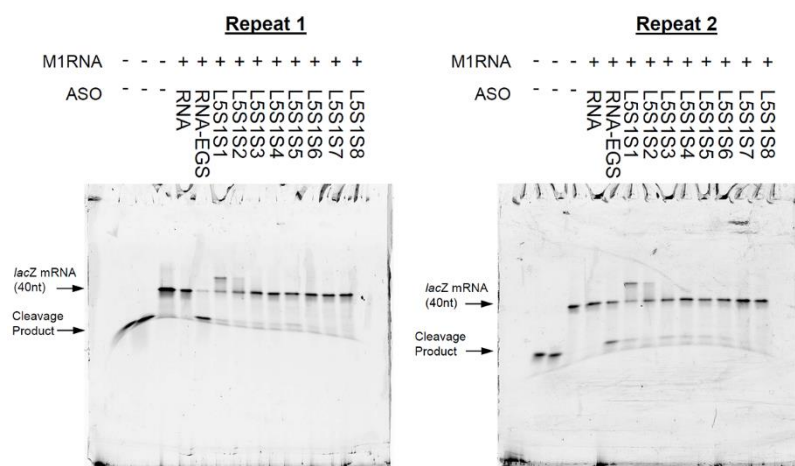 Repeat 1
M1RNA - - - + + + + + + + + + +
ASO - - - RNA RNA-EGS L5S1S1 L5S1S2 L5S1S3 L5S1S4 L5S1S5 L5S1S6 L5S1S7 L5S1S8
lacZ mRNA
(40nt)
Cleavage
Product
Repeat 2
M1RNA - - - + + + + + + + + + +
ASO - - - RNA RNA-EGS L5S1S1 L5S1S2 L5S1S3 L5S1S4 L5S1S5 L5S1S6 L5S1S7 L5S1S8
lacZ mRNA
(40nt)
Cleavage
Product